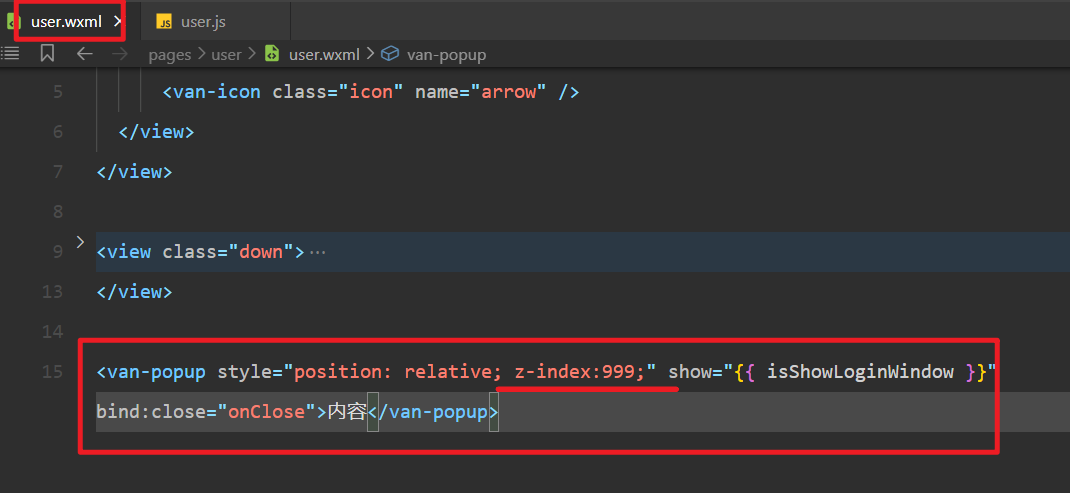 user.wxml
JS user.js
pages > user > user.wxml > van-popup
5 <van-icon class="icon" name="arrow" />
6 </view>
7 </view>
8
9 <view class="down">···
13 </view>
14
15 <van-popup style="position: relative; z-index:999;" show="{{ isShowLoginWindow }}"
bind:close="onClose">内容</van-popup>